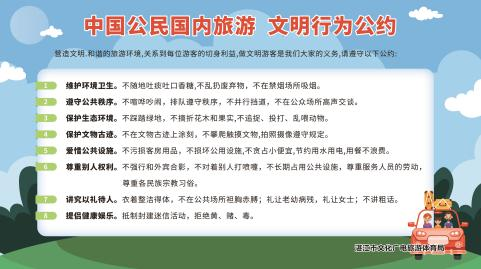 中国公民国内旅游 文明行为公约
营造文明.和谐的旅游环境,关系到每位游客的切身利益,做文明游客是我们大家的义务,请遵守以下公约:
1 维护环境卫生。不随地吐痰吐口香糖,不乱扔废弃物，不在禁烟场所吸烟。
2 遵守公共秩序。不喧哗吵闹，排队遵守秩序，不并行挡道，不在公众场所高声交谈。
3 保护生态环境。不踩踏绿地，不摘折花木和果实,不追捉、投打、乱喂动物。
4 保护文物古迹。不在文物古迹上涂刻，不攀爬触摸文物,拍照摄像遵守规定。
5 爱惜公共设施。不污损客房用品，不损坏公用设施,不贪占小便宜,节约用水用电,用餐不浪费。
6 尊重别人权利。不强行和外宾合影，不对着别人打喷嚏，不长期占用公共设施，尊重服务人员的劳动，
尊重各民族宗教习俗。
7 讲究以礼待人。衣着整洁得体，不在公共场所袒胸赤膊；礼让老幼病残，礼让女士；不讲粗话。
8 提倡健康娱乐。抵制封建迷信活动，拒绝黄、赌、毒。
湛江十文化广电旅游体育局